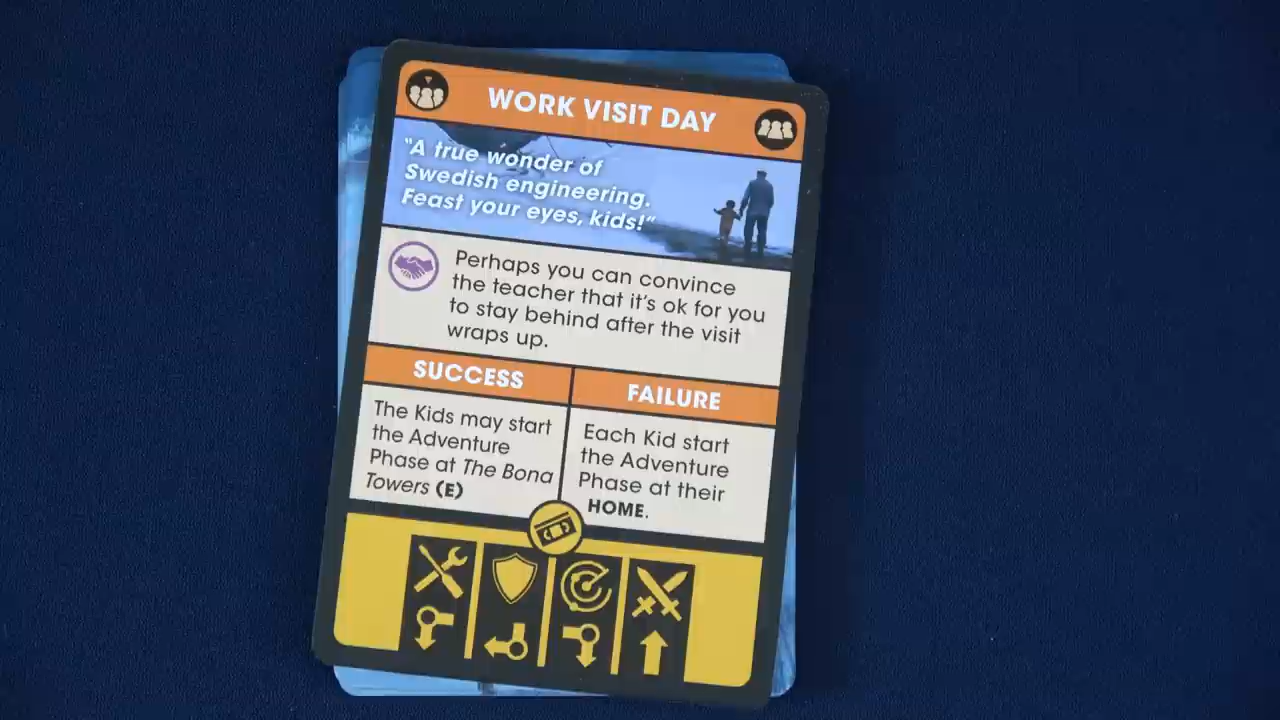 WORK VISIT DAY
"A true wonder of
Swedish engineering.
Feast your eyes, kids!"
Perhaps you can convince
the teacher that it's ok for you
to stay behind after the visit
wraps up.
SUCCESS
The Kids may start
the Adventure
Phase at The Bona
Towers (E)
FAILURE
Each Kid start
the Adventure
Phase at their
HOME.